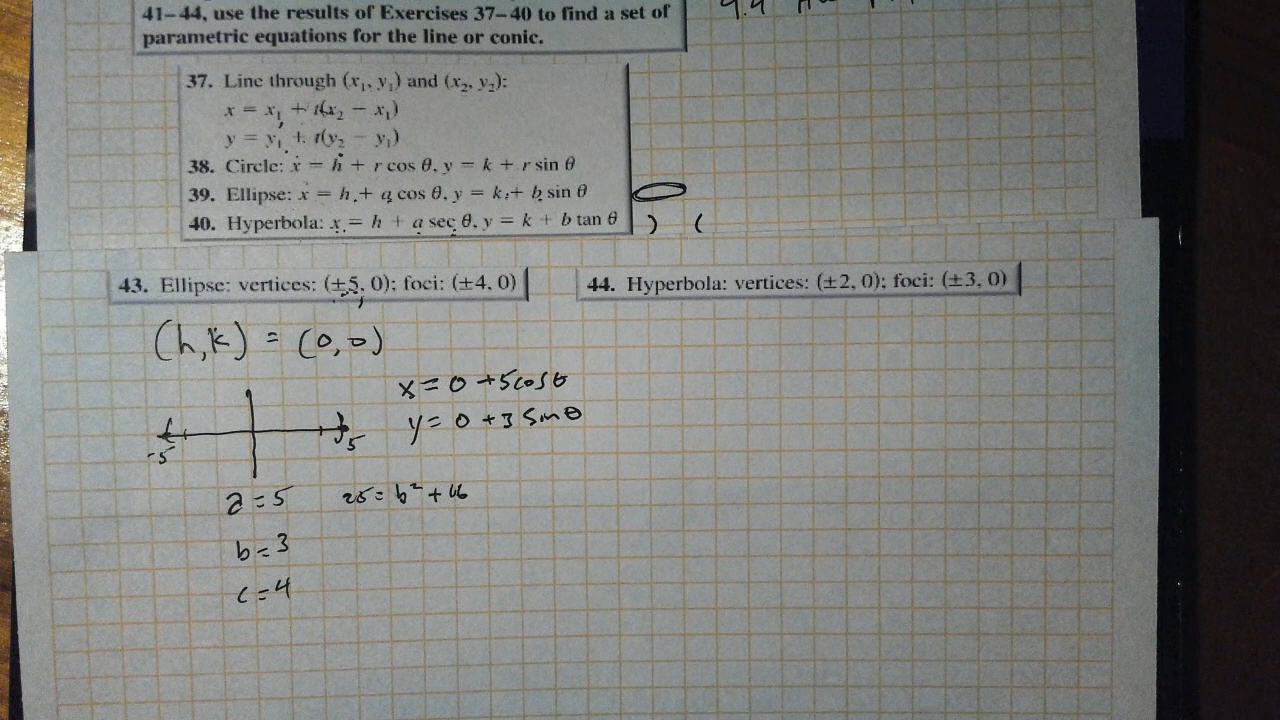 41–44, use the results of Exercises 37–40 to find a set of
parametric equations for the line or conic.
37. Line through (x₁, y₁) and (x₂, y₂):
x = x₁ + t(x₂ − x₁)
y = y₁ + t(y₂ − y₁)
38. Circle: x = h + r cos θ, y = k + r sin θ
39. Ellipse: x = h + a cos θ, y = k + b sin θ
40. Hyperbola: x = h + a sec θ, y = k + b tan θ
43. Ellipse: vertices: (±5, 0); foci: (±4, 0)
44. Hyperbola: vertices: (±2, 0); foci: (±3, 0)
(h,k) = (0,0)
x = 0 + 5cosθ
y = 0 + 3 sinθ
-5 5
a = 5 25 = b² + 16
b = 3
c = 4